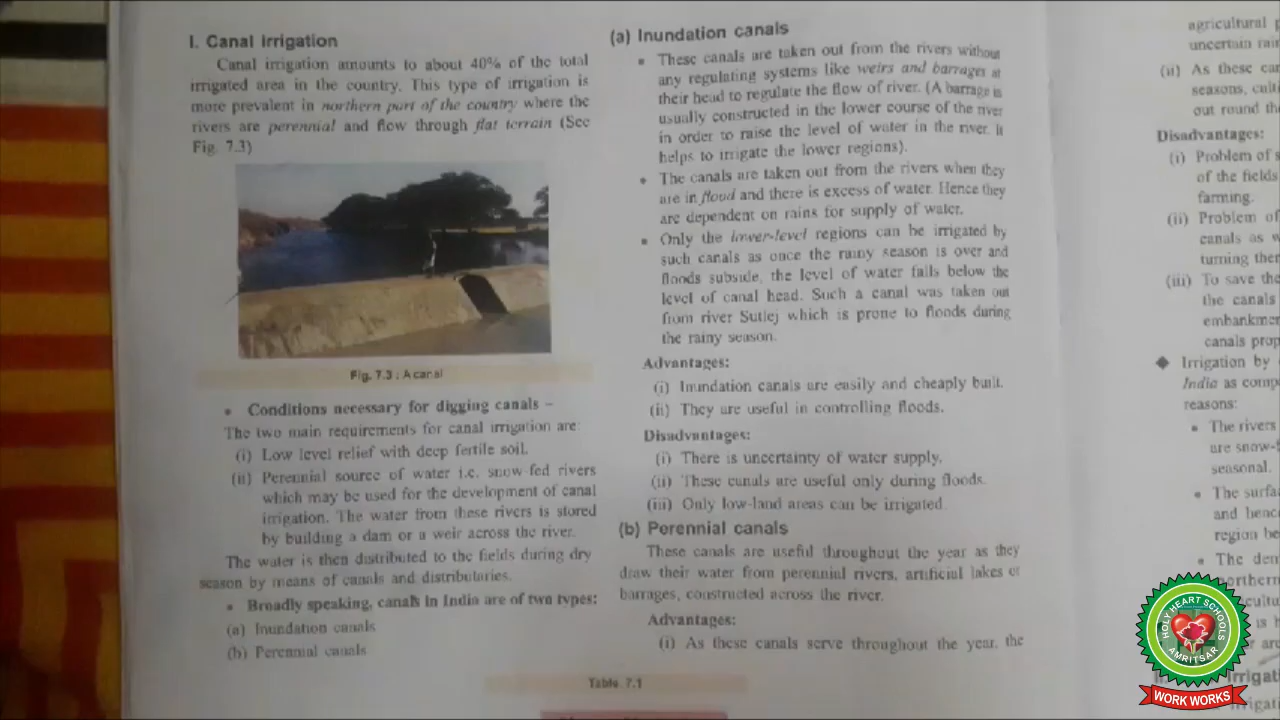 I. Canal irrigation
Canal irrigation amounts to about 40% of the total
irrigated area in the country. This type of irrigation is
more prevalent in northern part of the country where the
rivers are perennial and flow through flat terrain (See
Fig. 7.3)
Fig. 7.3 : A canal
• Conditions necessary for digging canals –
The two main requirements for canal irrigation are:
(i) Low level relief with deep fertile soil.
(ii) Perennial source of water i.e. snow-fed rivers
which may be used for the development of canal
irrigation. The water from these rivers is stored
by building a dam or a weir across the river.
The water is then distributed to the fields during dry
season by means of canals and distributaries.
• Broadly speaking, canals in India are of two types:
(a) Inundation canals
(b) Perennial canals
(a) Inundation canals
• These canals are taken out from the rivers without
any regulating systems like weirs and barrages at
their head to regulate the flow of river. (A barrage is
usually constructed in the lower course of the river
in order to raise the level of water in the river. It
helps to irrigate the lower regions).
• The canals are taken out from the rivers when they
are in flood and there is excess of water. Hence they
are dependent on rains for supply of water.
• Only the lower-level regions can be irrigated by
such canals as once the rainy season is over and
floods subside, the level of water falls below the
level of canal head. Such a canal was taken out
from river Sutlej which is prone to floods during
the rainy season.
Advantages:
(i) Inundation canals are easily and cheaply built.
(ii) They are useful in controlling floods.
Disadvantages:
(i) There is uncertainty of water supply.
(ii) These canals are useful only during floods.
(iii) Only low-land areas can be irrigated.
(b) Perennial canals
These canals are useful throughout the year as they
draw their water from perennial rivers, artificial lakes or
barrages, constructed across the river.
Advantages:
(i) As these canals serve throughout the year, the
Table 7.1
agricultural
uncertain
(ii) As these
seasons,
out round
Disadvantages:
(i) Problem of
of the fields
farming.
(ii) Problem of
canals as
turning
(iii) To save
the canals
canals
◆ Irrigation by
India as
reasons:
• The rivers
are
seasonal.
• The
and
region
• The
HOLY HEART SCHOOLS
AMRITSAR
WORK WORKS